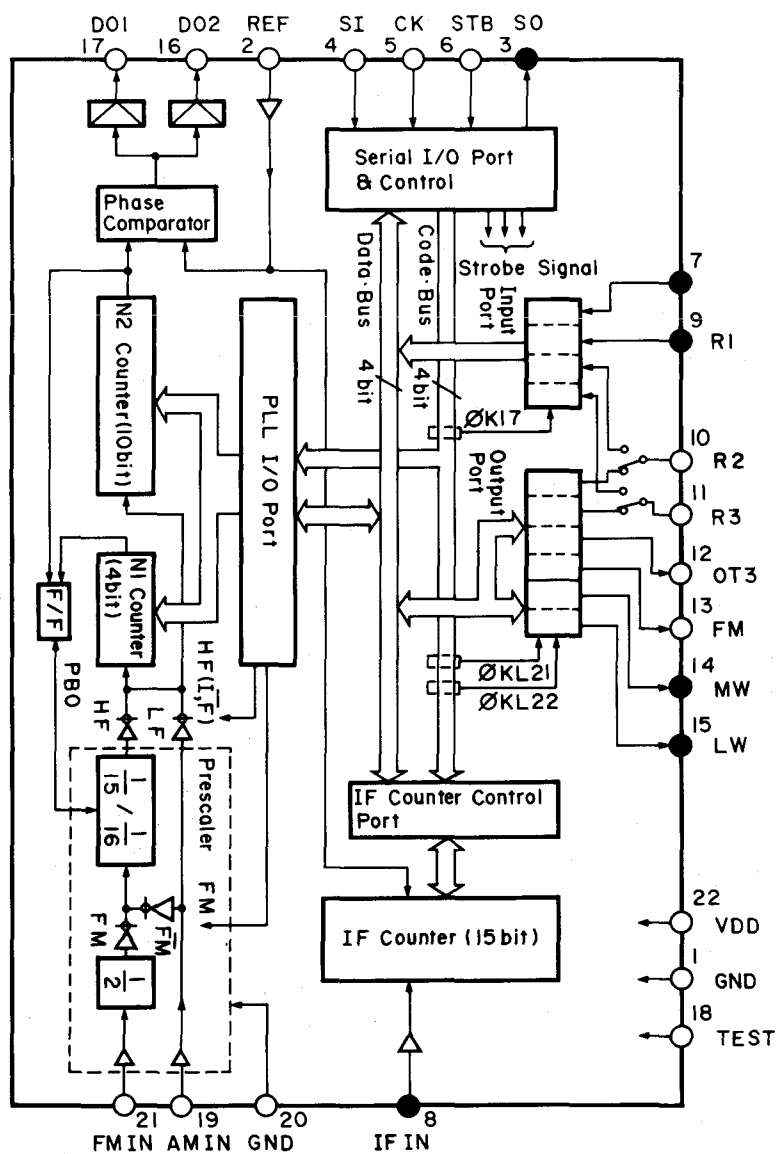 DO1 DO2 REF SI CK STB SO
17 16 2 4 5 6 3
Serial I/O Port
& Control
Phase
Comparator
Strobe Signal
Data·Bus
Code·Bus
Input
Port
7
9
R1
4 bit
4 bit
N2
Counter(10bit)
PLL I/O Port
ØK17
10
R2
Output
Port
11
R3
12
OT3
N1 Counter
(4bit)
F/F
13
FM
ØKL21
14
MW
ØKL22
PBO
HF
LF
HF(I,F̅)
15
LW
1/15 / 1/16
Prescaler
IF Counter Control
Port
FM
FM
F̅M̅
1/2
IF Counter (15bit)
22
VDD
1
GND
18
TEST
21 19 20 8
FMIN AMIN GND IFIN